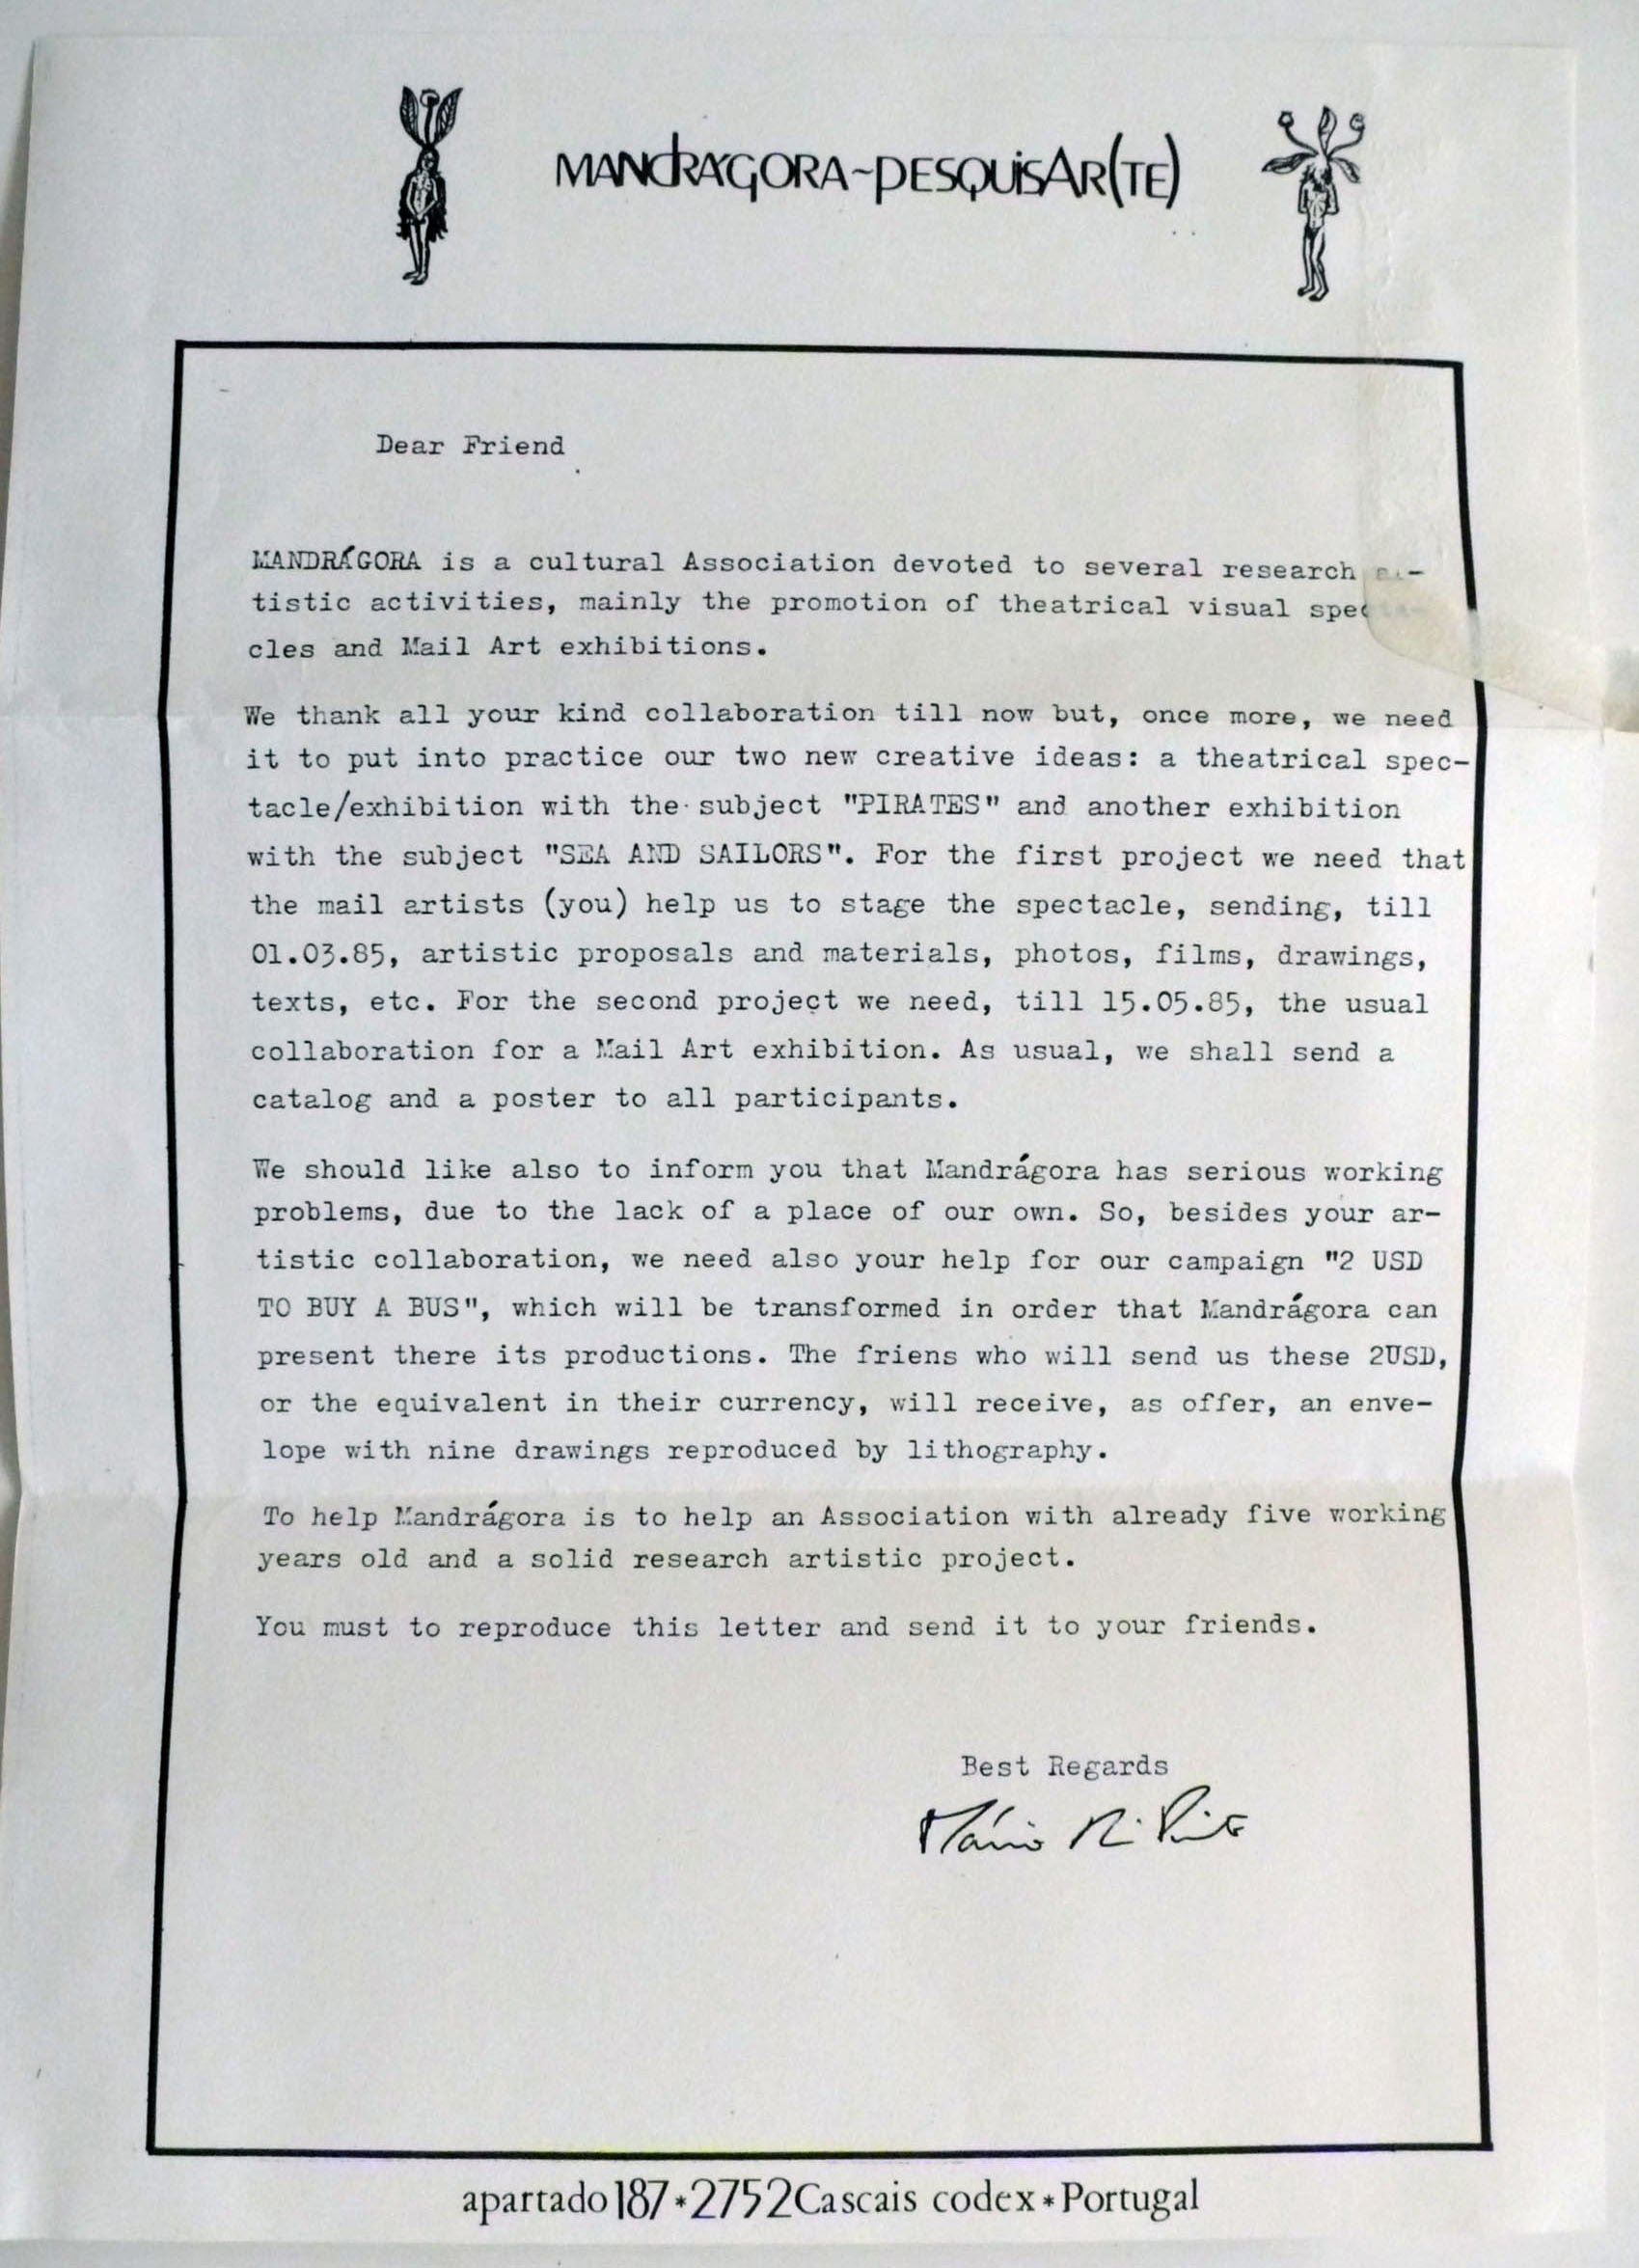 MANDRÁGORA~PESQUISAR(TE)
Dear Friend
MANDRÁGORA is a cultural Association devoted to several research
tistic activities, mainly the promotion of theatrical visual
cles and Mail Art exhibitions.
We thank all your kind collaboration till now but, once more, we need
it to put into practice our two new creative ideas: a theatrical spec-
tacle/exhibition with the subject "PIRATES" and another exhibition
with the subject "SEA AND SAILORS". For the first project we need that
the mail artists (you) help us to stage the spectacle, sending, till
01.03.85, artistic proposals and materials, photos, films, drawings,
texts, etc. For the second project we need, till 15.05.85, the usual
collaboration for a Mail Art exhibition. As usual, we shall send a
catalog and a poster to all participants.
We should like also to inform you that Mandrágora has serious working
problems, due to the lack of a place of our own. So, besides your ar-
tistic collaboration, we need also your help for our campaign "2 USD
TO BUY A BUS", which will be transformed in order that Mandrágora can
present there its productions. The friens who will send us these 2USD,
or the equivalent in their currency, will receive, as offer, an enve-
lope with nine drawings reproduced by lithography.
To help Mandrágora is to help an Association with already five working
years old and a solid research artistic project.
You must to reproduce this letter and send it to your friends.
Best Regards
apartado 187*2752 Cascais codex*Portugal